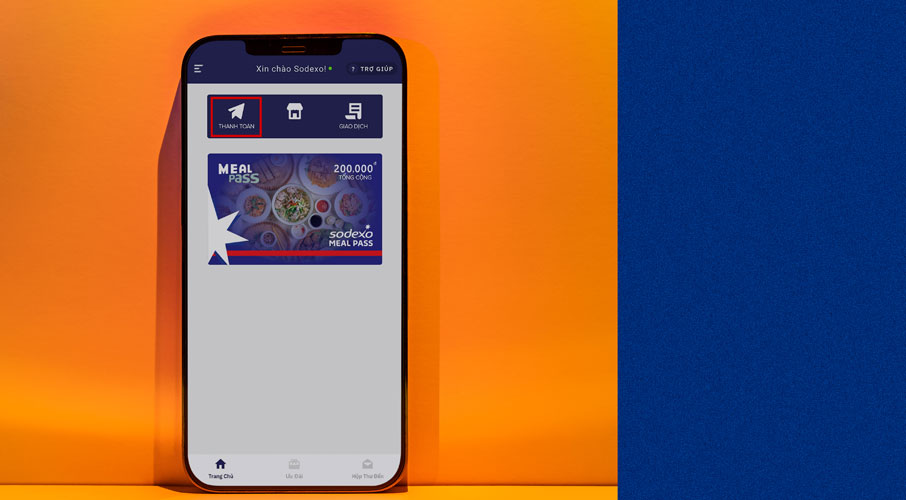 Xin chào Sodexo!
? TRỢ GIÚP
THANH TOÁN
GIAO DỊCH
MEAL
Pass
200.000đ
TỔNG CỘNG
sodexo
MEAL PASS
Trang Chủ
Ưu Đãi
Hộp Thư Đến